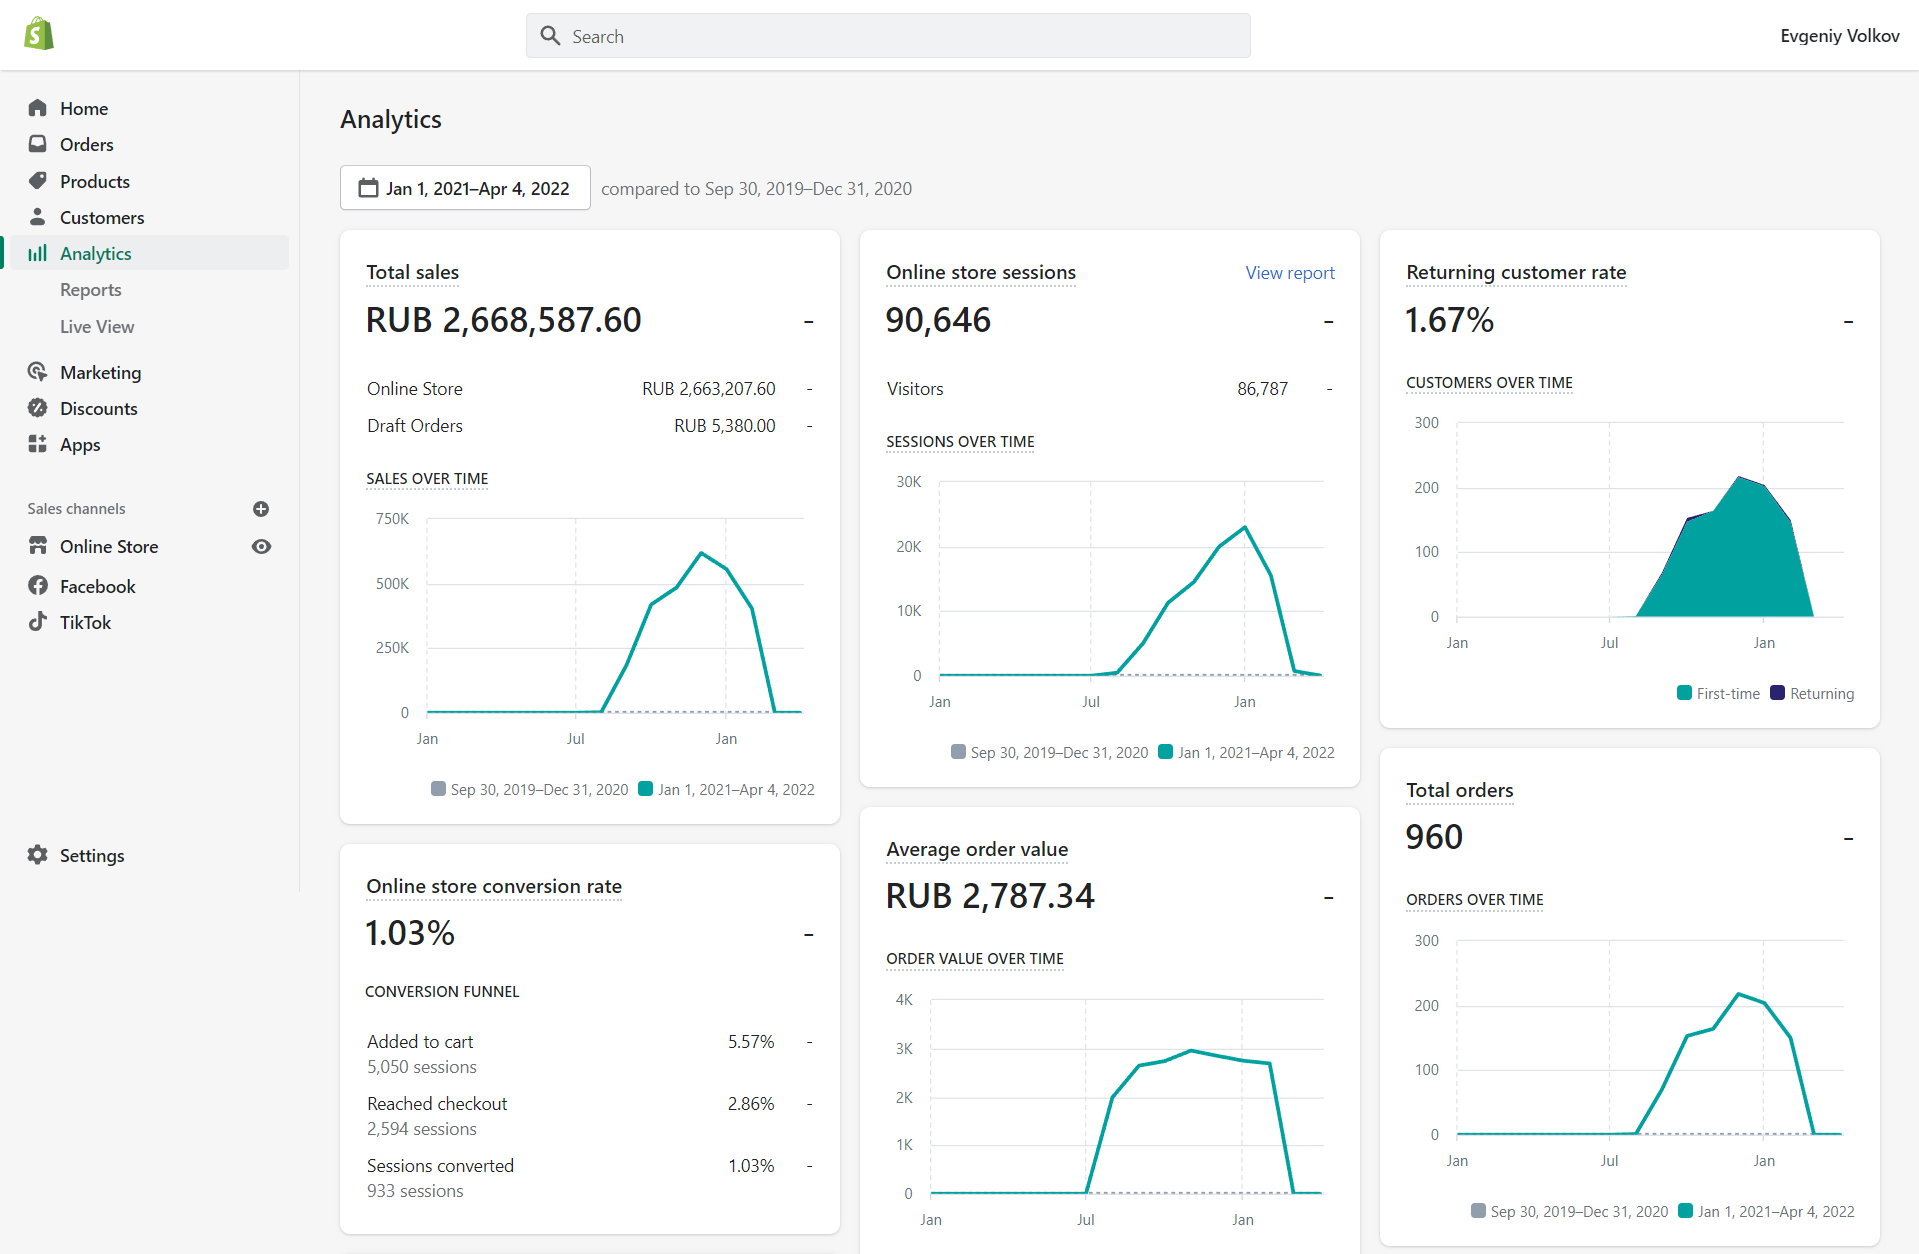 S
Search
Evgeniy Volkov
Home
Orders
Products
Customers
Analytics
Reports
Live View
Marketing
Discounts
Apps
Sales channels
Online Store
Facebook
TikTok
Settings
Analytics
Jan 1, 2021–Apr 4, 2022 compared to Sep 30, 2019–Dec 31, 2020
Total sales
RUB 2,668,587.60 -
Online Store RUB 2,663,207.60 -
Draft Orders RUB 5,380.00 -
SALES OVER TIME
750K
500K
250K
0
Jan Jul Jan
Sep 30, 2019–Dec 31, 2020 Jan 1, 2021–Apr 4, 2022
Online store conversion rate
1.03% -
CONVERSION FUNNEL
Added to cart 5.57% -
5,050 sessions
Reached checkout 2.86% -
2,594 sessions
Sessions converted 1.03% -
933 sessions
Online store sessions View report
90,646 -
Visitors 86,787 -
SESSIONS OVER TIME
30K
20K
10K
0
Jan Jul Jan
Sep 30, 2019–Dec 31, 2020 Jan 1, 2021–Apr 4, 2022
Average order value
RUB 2,787.34 -
ORDER VALUE OVER TIME
4K
3K
2K
1K
0
Jan Jul Jan
Returning customer rate
1.67% -
CUSTOMERS OVER TIME
300
200
100
0
Jan Jul Jan
First-time Returning
Total orders
960 -
ORDERS OVER TIME
300
200
100
0
Jan Jul Jan
Sep 30, 2019–Dec 31, 2020 Jan 1, 2021–Apr 4, 2022